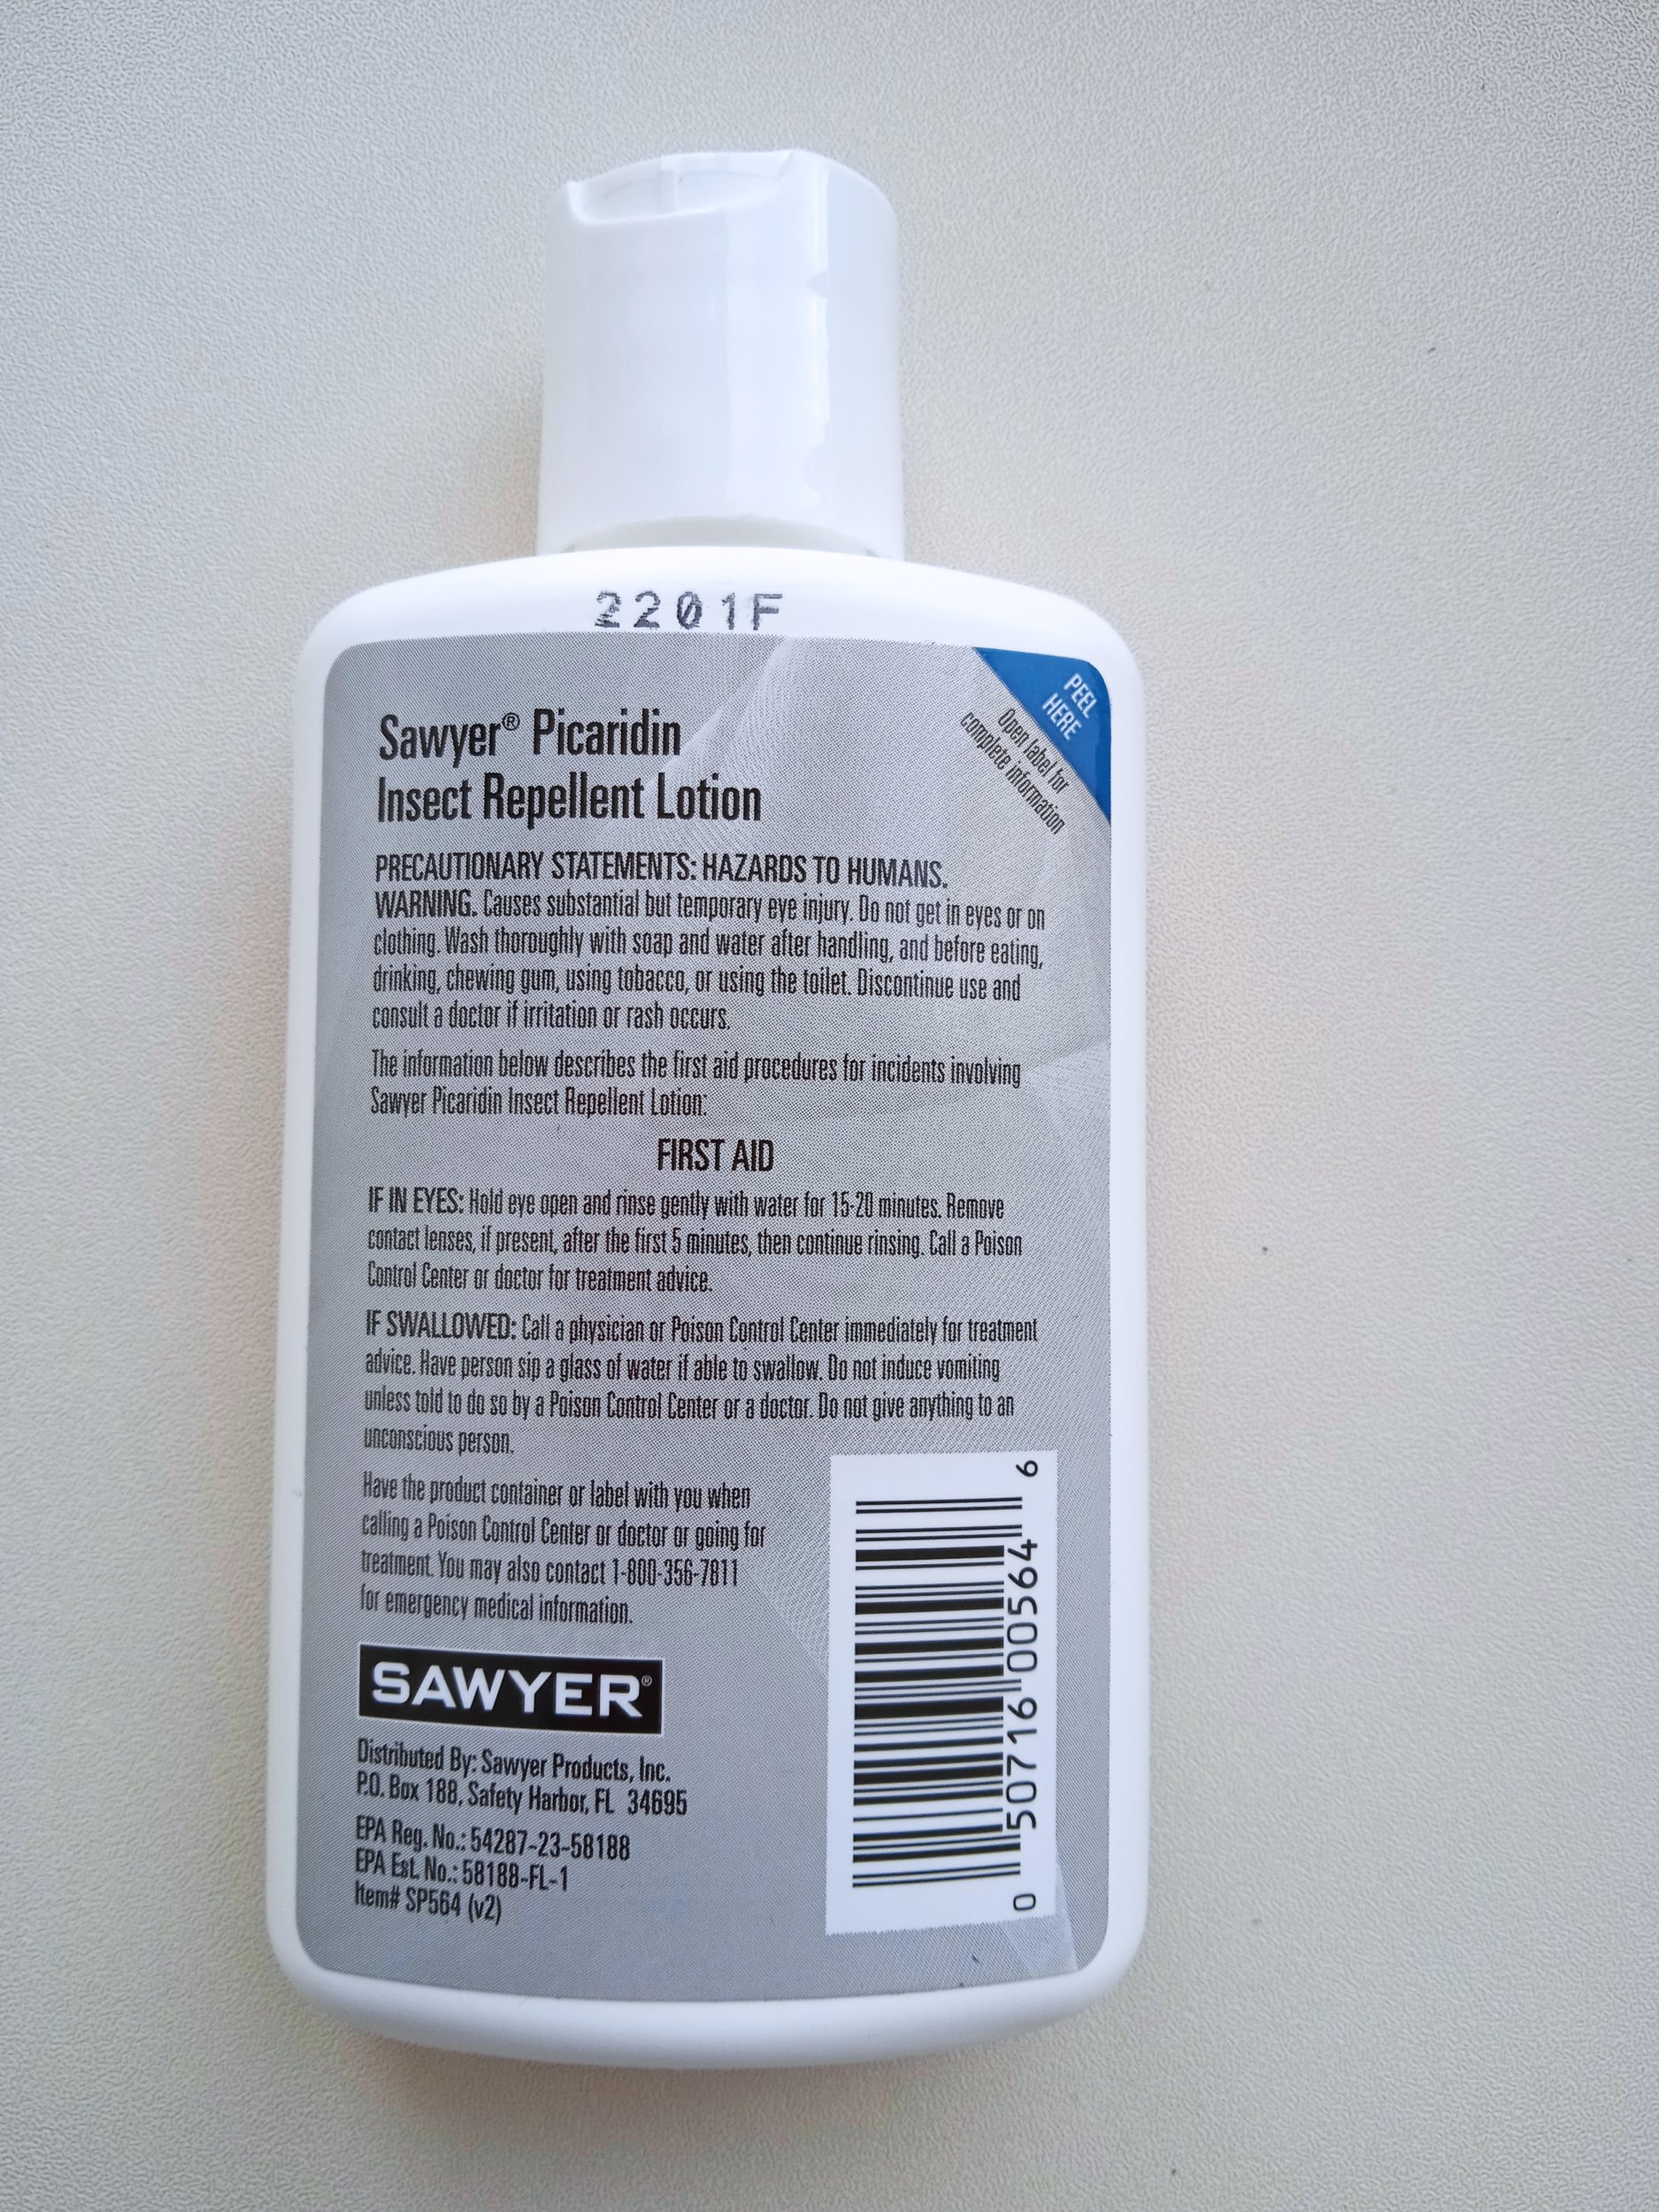 2201F
PEEL
HERE
Open label for
complete information
Sawyer® Picaridin
Insect Repellent Lotion
PRECAUTIONARY STATEMENTS: HAZARDS TO HUMANS.
WARNING. Causes substantial but temporary eye injury. Do not get in eyes or on
clothing. Wash thoroughly with soap and water after handling, and before eating,
drinking, chewing gum, using tobacco, or using the toilet. Discontinue use and
consult a doctor if irritation or rash occurs.
The information below describes the first aid procedures for incidents involving
Sawyer Picaridin Insect Repellent Lotion:
FIRST AID
IF IN EYES: Hold eye open and rinse gently with water for 15-20 minutes. Remove
contact lenses, if present, after the first 5 minutes, then continue rinsing. Call a Poison
Control Center or doctor for treatment advice.
IF SWALLOWED: Call a physician or Poison Control Center immediately for treatment
advice. Have person sip a glass of water if able to swallow. Do not induce vomiting
unless told to do so by a Poison Control Center or a doctor. Do not give anything to an
unconscious person.
Have the product container or label with you when
calling a Poison Control Center or doctor or going for
treatment. You may also contact 1-800-356-7811
for emergency medical information.
SAWYER®
Distributed By: Sawyer Products, Inc.
P.O. Box 188, Safety Harbor, FL 34695
EPA Reg. No.: 54287-23-58188
EPA Est. No.: 58188-FL-1
Item# SP564 (v2)
0 50716 00564 6